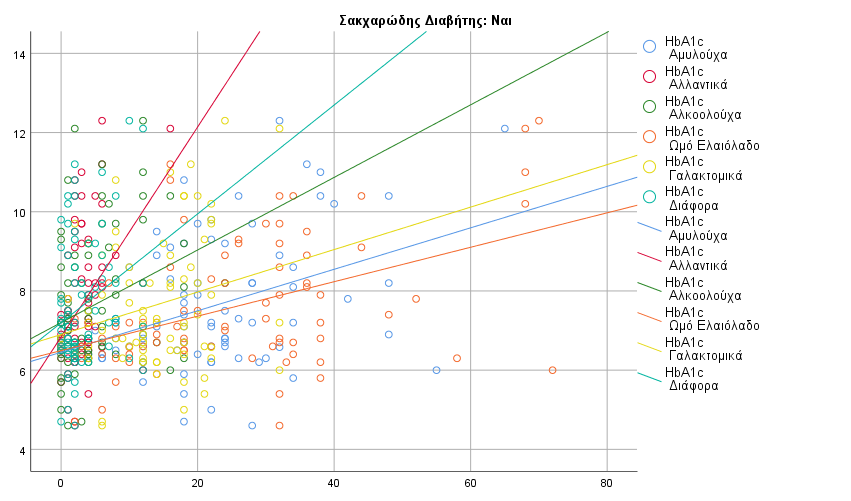 Σακχαρώδης Διαβήτης: Ναι
14
12
10
8
6
4
0
20
40
60
80
HbA1c
Αμυλούχα
HbA1c
Αλλαντικά
HbA1c
Αλκοολούχα
HbA1c
Ωμό Ελαιόλαδο
HbA1c
Γαλακτομικά
HbA1c
Διάφορα
HbA1c
Αμυλούχα
HbA1c
Αλλαντικά
HbA1c
Αλκοολούχα
HbA1c
Ωμό Ελαιόλαδο
HbA1c
Γαλακτομικά
HbA1c
Διάφορα